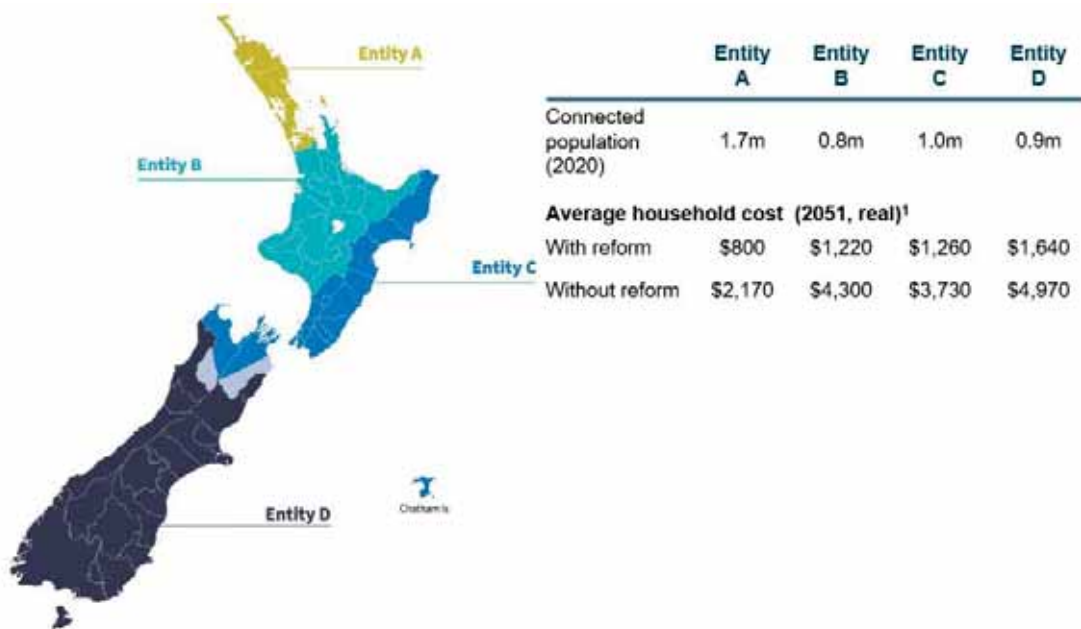 Entity A
Entity B
Entity C
Entity D
Chatham Is
Entity A Entity B Entity C Entity D
Connected population (2020) 1.7m 0.8m 1.0m 0.9m
Average household cost (2051, real)¹
With reform $800 $1,220 $1,260 $1,640
Without reform $2,170 $4,300 $3,730 $4,970